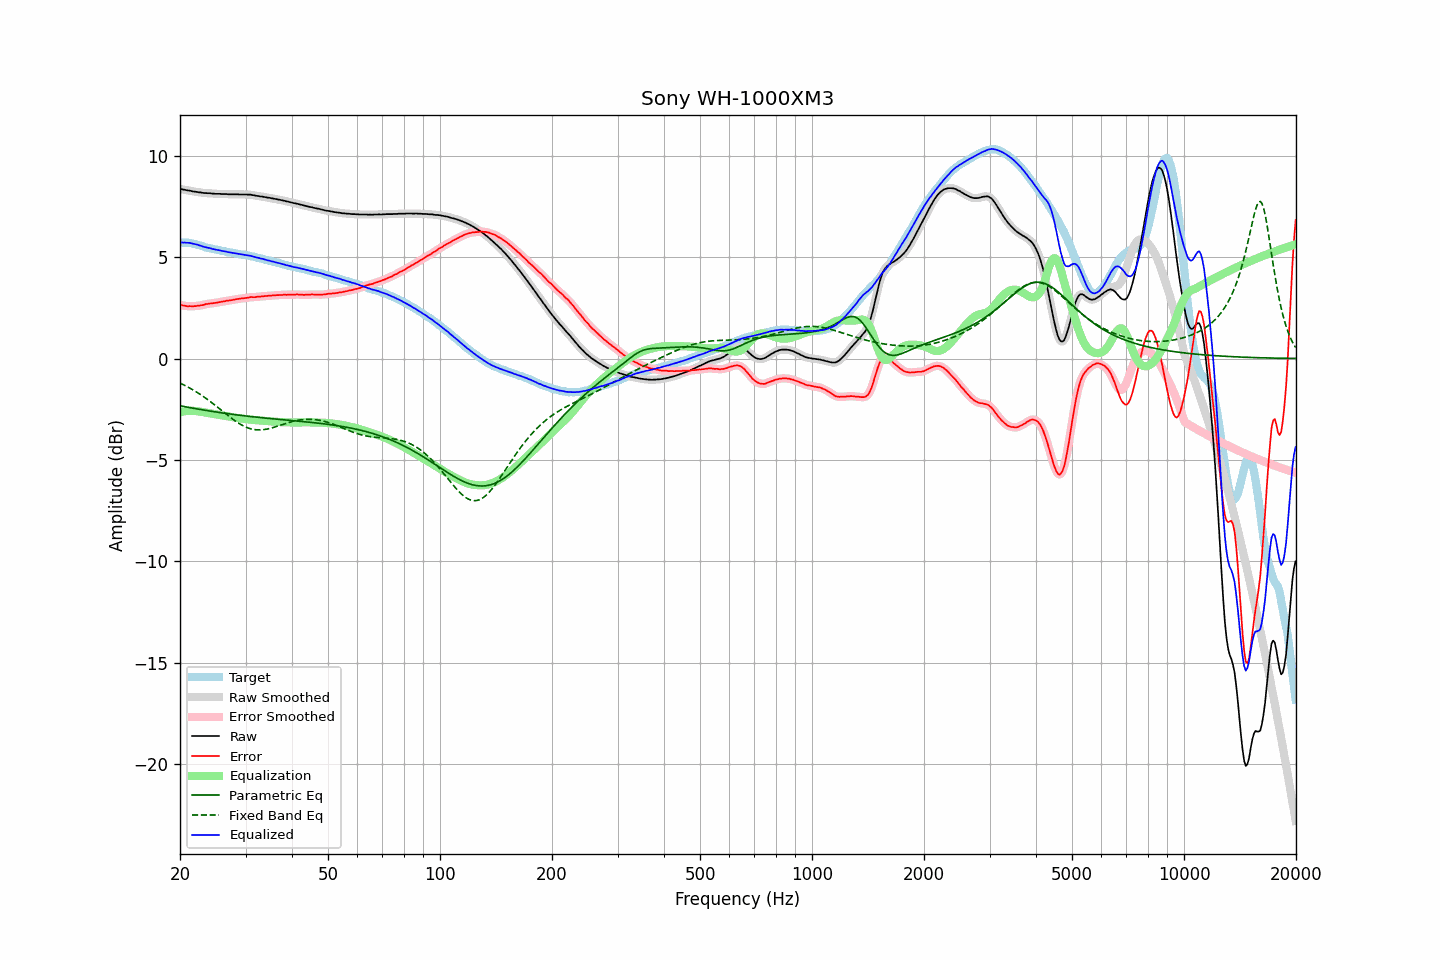 Sony WH-1000XM3
Amplitude (dBr)
10
5
0
−5
−10
−15
−20
Target
Raw Smoothed
Error Smoothed
Raw
Error
Equalization
Parametric Eq
Fixed Band Eq
Equalized
20 50 100 200 500 1000 2000 5000 10000 20000
Frequency (Hz)